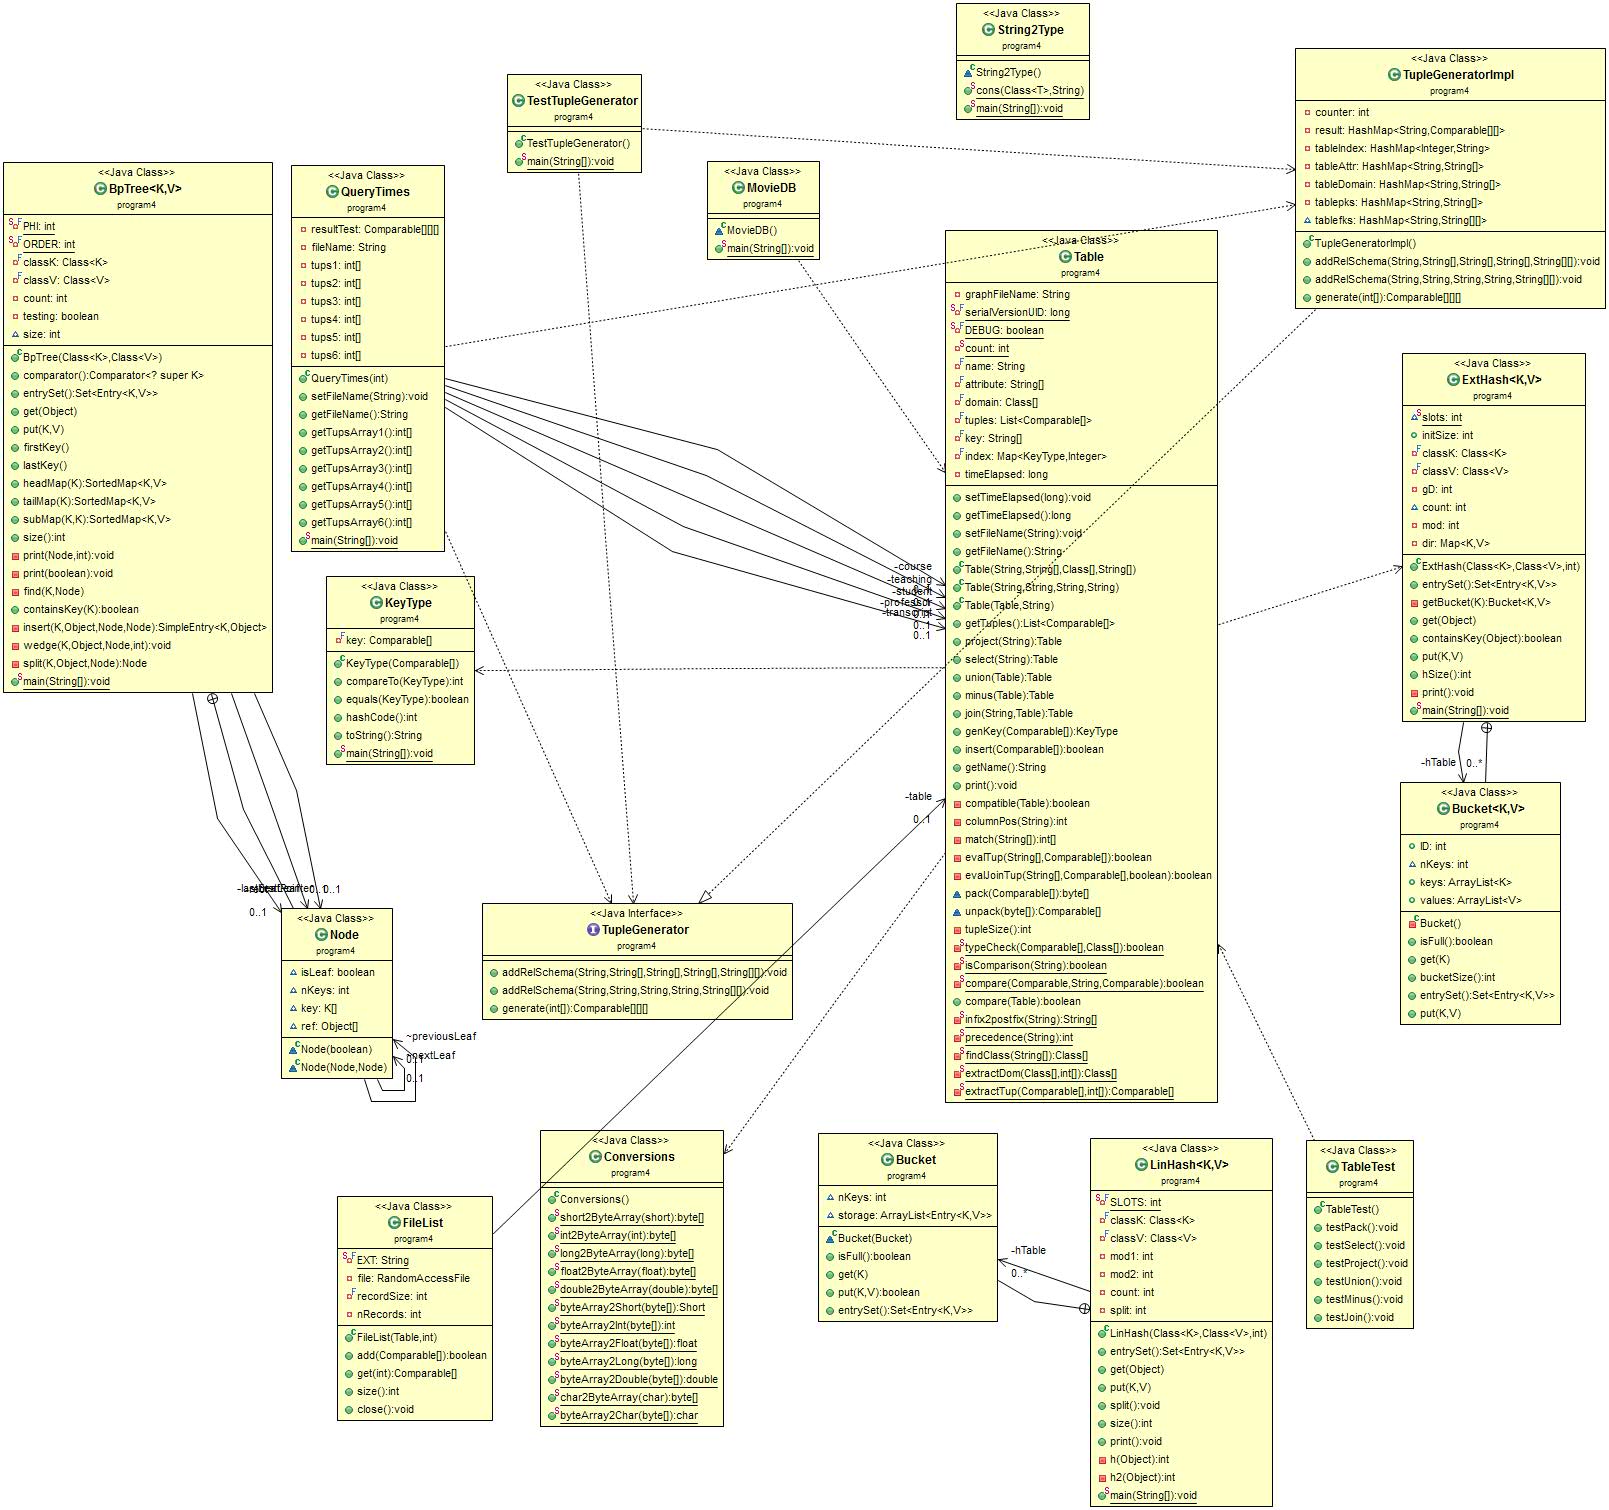 <<Java Class>>
String2Type
program4
String2Type()
cons(Class<T>,String)
main(String[]):void
<<Java Class>>
TupleGeneratorImpl
program4
counter: int
result: HashMap<String,Comparable[][]>
tableIndex: HashMap<Integer,String>
tableAttr: HashMap<String,String[]>
tableDomain: HashMap<String,String[]>
tablepks: HashMap<String,String[]>
tablefks: HashMap<String,String[][]>
TupleGeneratorImpl()
addRelSchema(String,String[],String[],String[],String[][]):void
addRelSchema(String,String,String,String,String[][]):void
generate(int[]):Comparable[][][]
<<Java Class>>
TestTupleGenerator
program4
TestTupleGenerator()
main(String[]):void
<<Java Class>>
MovieDB
program4
MovieDB()
main(String[]):void
<<Java Class>>
BpTree<K,V>
program4
PHI: int
ORDER: int
classK: Class<K>
classV: Class<V>
count: int
testing: boolean
size: int
BpTree(Class<K>,Class<V>)
comparator():Comparator<? super K>
entrySet():Set<Entry<K,V>>
get(Object)
put(K,V)
firstKey()
lastKey()
headMap(K):SortedMap<K,V>
tailMap(K):SortedMap<K,V>
subMap(K,K):SortedMap<K,V>
size():int
print(Node,int):void
print(boolean):void
find(K,Node)
containsKey(K):boolean
insert(K,Object,Node,Node):SimpleEntry<K,Object>
wedge(K,Object,Node,int):void
split(K,Object,Node):Node
main(String[]):void
<<Java Class>>
QueryTimes
program4
resultTest: Comparable[][][]
fileName: String
tups1: int[]
tups2: int[]
tups3: int[]
tups4: int[]
tups5: int[]
tups6: int[]
QueryTimes(int)
setFileName(String):void
getFileName():String
getTupsArray1():int[]
getTupsArray2():int[]
getTupsArray3():int[]
getTupsArray4():int[]
getTupsArray5():int[]
getTupsArray6():int[]
main(String[]):void
<<Java Class>>
Table
program4
graphFileName: String
serialVersionUID: long
DEBUG: boolean
count: int
name: String
attribute: String[]
domain: Class[]
tuples: List<Comparable[]>
key: String[]
index: Map<KeyType,Integer>
timeElapsed: long
setTimeElapsed(long):void
getTimeElapsed():long
setFileName(String):void
getFileName():String
Table(String,String[],Class[],String[])
Table(String,String,String,String)
Table(Table,String)
getTuples():List<Comparable[]>
project(String):Table
select(String):Table
union(Table):Table
minus(Table):Table
join(String,Table):Table
genKey(Comparable[]):KeyType
insert(Comparable[]):boolean
getName():String
print():void
compatible(Table):boolean
columnPos(String):int
match(String[]):int[]
evalTup(String[],Comparable[]):boolean
evalJoinTup(String[],Comparable[],boolean):boolean
pack(Comparable[]):byte[]
unpack(byte[]):Comparable[]
tupleSize():int
typeCheck(Comparable[],Class[]):boolean
isComparison(String):boolean
compare(Comparable,String,Comparable):boolean
compare(Table):boolean
infix2postfix(String):String[]
precedence(String):int
findClass(String[]):Class[]
extractDom(Class[],int[]):Class[]
extractTup(Comparable[],int[]):Comparable[]
-course
-teaching
-student
-professor
-transcript
0..1
0..1
<<Java Class>>
ExtHash<K,V>
program4
slots: int
initSize: int
classK: Class<K>
classV: Class<V>
gD: int
count: int
mod: int
dir: Map<K,V>
ExtHash(Class<K>,Class<V>,int)
entrySet():Set<Entry<K,V>>
getBucket(K):Bucket<K,V>
get(Object)
containsKey(Object):boolean
put(K,V)
hSize():int
print():void
main(String[]):void
-hTable
0..*
<<Java Class>>
KeyType
program4
key: Comparable[]
KeyType(Comparable[])
compareTo(KeyType):int
equals(KeyType):boolean
hashCode():int
toString():String
main(String[]):void
<<Java Class>>
Bucket<K,V>
program4
ID: int
nKeys: int
keys: ArrayList<K>
values: ArrayList<V>
Bucket()
isFull():boolean
get(K)
bucketSize():int
entrySet():Set<Entry<K,V>>
put(K,V)
-table
0..1
0..1
0..1
0..1
<<Java Class>>
Node
program4
isLeaf: boolean
nKeys: int
key: K[]
ref: Object[]
Node(boolean)
Node(Node,Node)
~previousLeaf
~nextLeaf
0..1
0..1
<<Java Interface>>
TupleGenerator
program4
addRelSchema(String,String[],String[],String[],String[][]):void
addRelSchema(String,String,String,String,String[][]):void
generate(int[]):Comparable[][][]
<<Java Class>>
FileList
program4
EXT: String
file: RandomAccessFile
recordSize: int
nRecords: int
FileList(Table,int)
add(Comparable[]):boolean
get(int):Comparable[]
size():int
close():void
<<Java Class>>
Conversions
program4
Conversions()
short2ByteArray(short):byte[]
int2ByteArray(int):byte[]
long2ByteArray(long):byte[]
float2ByteArray(float):byte[]
double2ByteArray(double):byte[]
byteArray2Short(byte[]):Short
byteArray2Int(byte[]):int
byteArray2Float(byte[]):float
byteArray2Long(byte[]):long
byteArray2Double(byte[]):double
char2ByteArray(char):byte[]
byteArray2Char(byte[]):char
<<Java Class>>
Bucket
program4
nKeys: int
storage: ArrayList<Entry<K,V>>
Bucket(Bucket)
isFull():boolean
get(K)
put(K,V):boolean
entrySet():Set<Entry<K,V>>
-hTable
0..*
<<Java Class>>
LinHash<K,V>
program4
SLOTS: int
classK: Class<K>
classV: Class<V>
mod1: int
mod2: int
count: int
split: int
LinHash(Class<K>,Class<V>,int)
entrySet():Set<Entry<K,V>>
get(Object)
put(K,V)
split():void
size():int
print():void
h(Object):int
h2(Object):int
main(String[]):void
<<Java Class>>
TableTest
program4
TableTest()
testPack():void
testSelect():void
testProject():void
testUnion():void
testMinus():void
testJoin():void